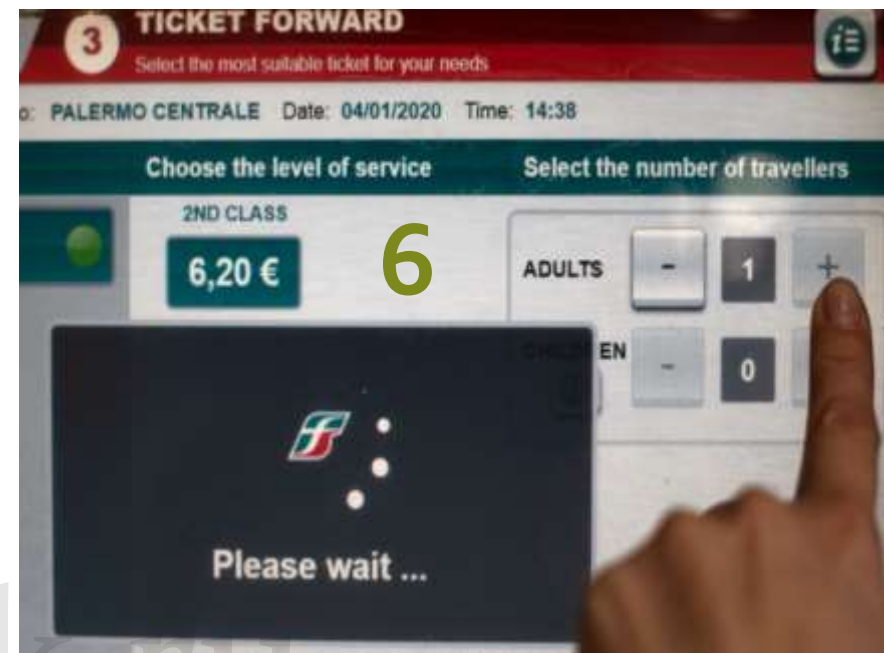 3 TICKET FORWARD
Select the most suitable ticket for your needs
PALERMO CENTRALE Date: 04/01/2020 Time: 14:38
Choose the level of service Select the number of travellers
2ND CLASS
6,20 € 6
ADULTS - 1 +
- 0
Please wait ...